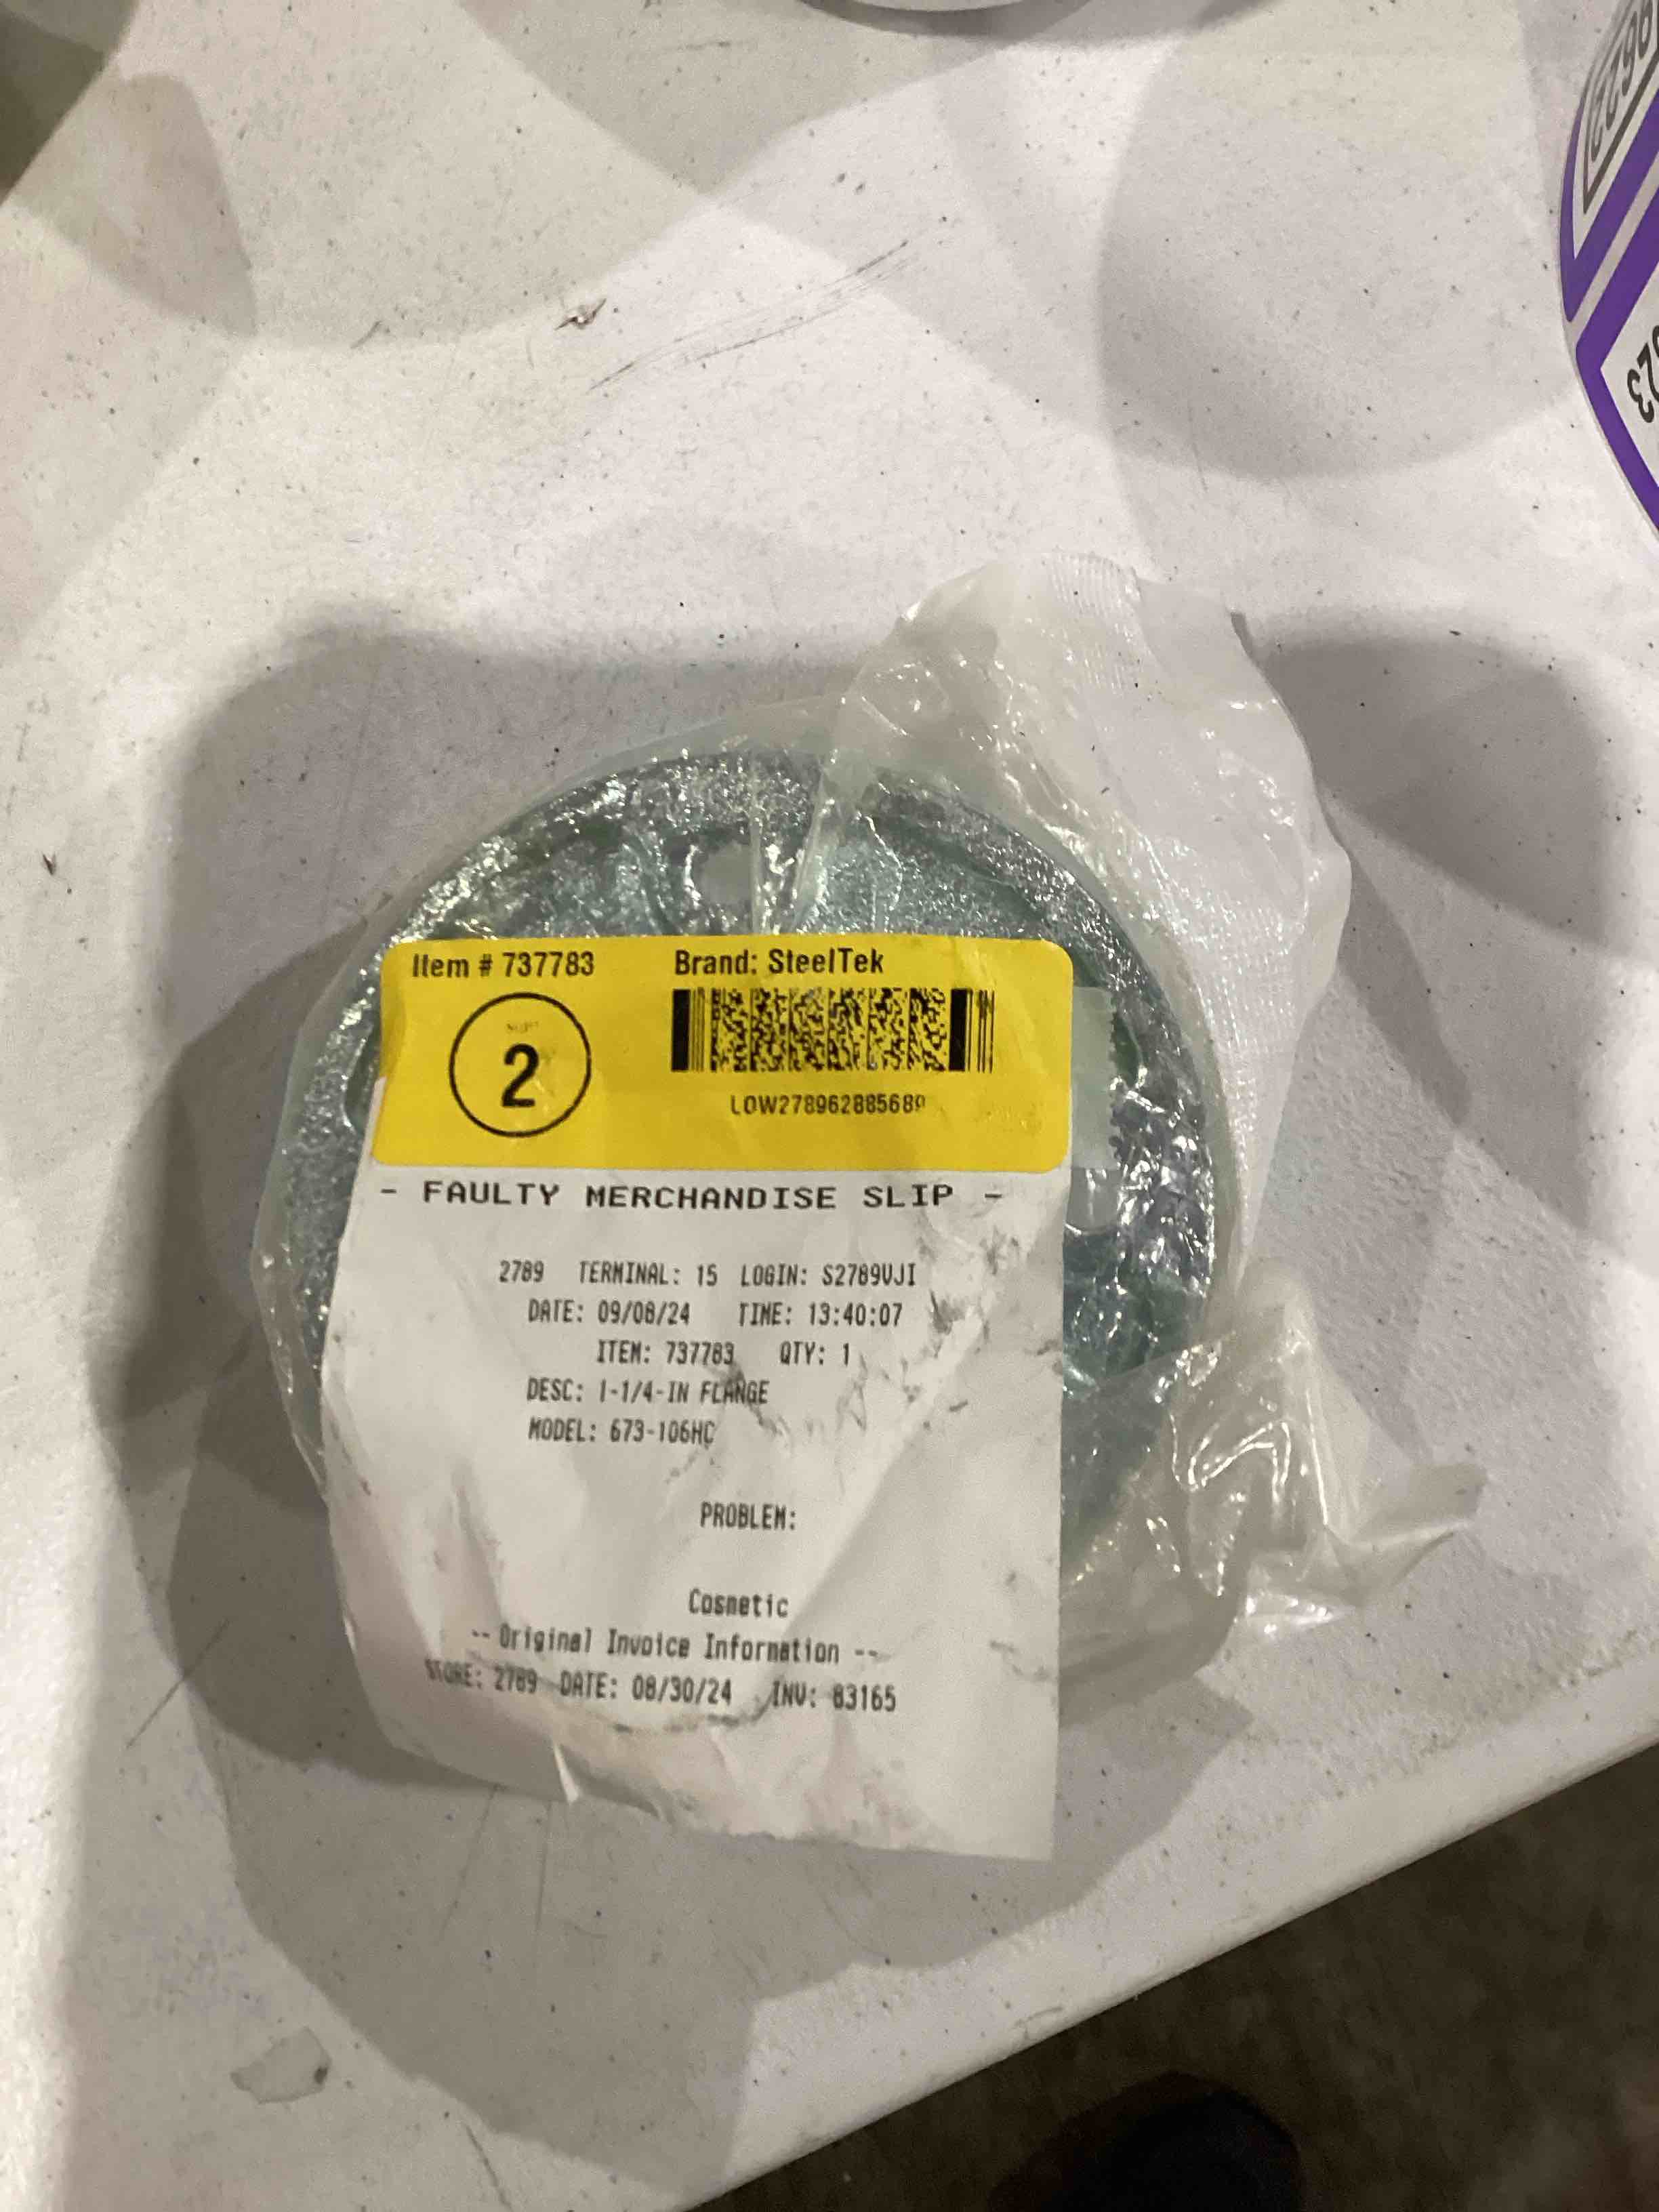 Item # 737783 Brand: SteelTek
2
LOW278962885689
- FAULTY MERCHANDISE SLIP -
2789 TERMINAL: 15 LOGIN: S2789VJI
DATE: 09/08/24 TIME: 13:40:07
ITEM: 737783 QTY: 1
DESC: 1-1/4-IN FLANGE
MODEL: 673-106HC
PROBLEM:
Cosmetic
-- Original Invoice Information --
STORE: 2789 DATE: 08/30/24 INV: 83165